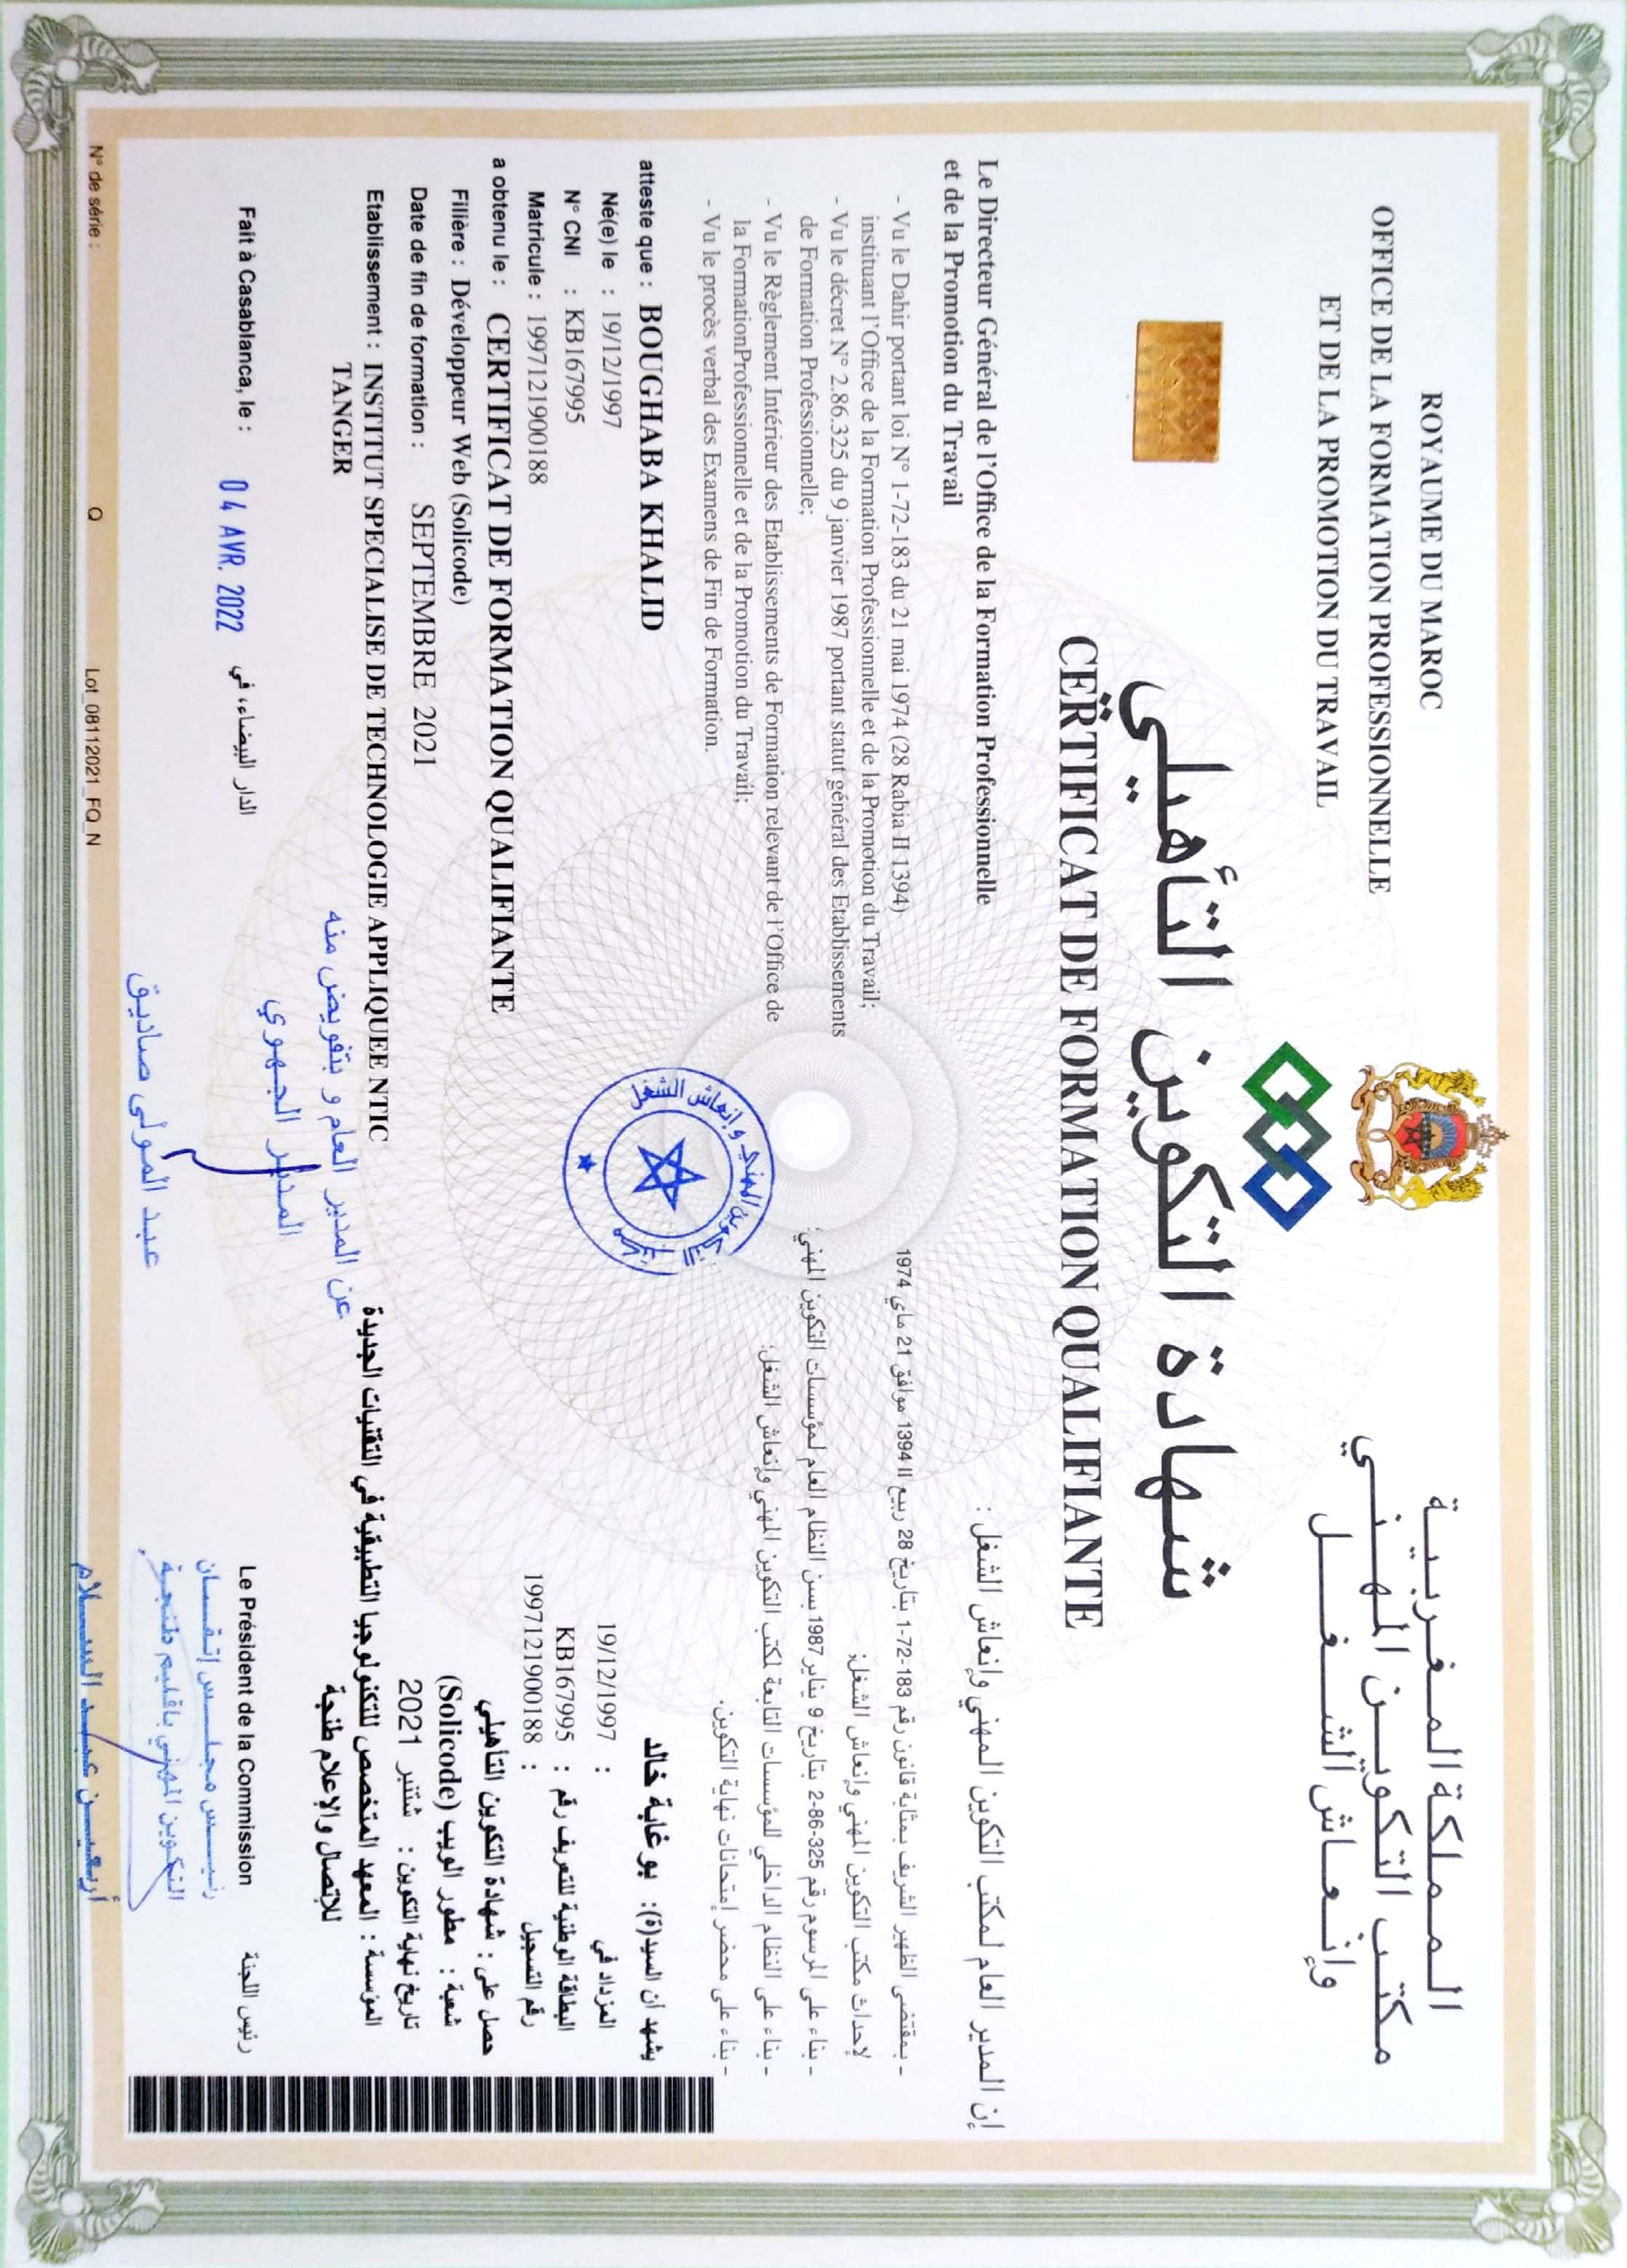 ROYAUME DU MAROC
OFFICE DE LA FORMATION PROFESSIONNELLE
ET DE LA PROMOTION DU TRAVAIL
المملكة المغربية
مكتب التكوين المهني
وإنعاش الشغل
شهادة التكوين التأهيلي
CERTIFICAT DE FORMATION QUALIFIANTE
Le Directeur Général de l'Office de la Formation Professionnelle
et de la Promotion du Travail
- Vu le Dahir portant loi N° 1-72-183 du 21 mai 1974 (28 Rabia II 1394)
instituant l'Office de la Formation Professionnelle et de la Promotion du Travail;
- Vu le décret N° 2.86.325 du 9 janvier 1987 portant statut général des Etablissements
de Formation Professionnelle;
- Vu le Règlement Intérieur des Etablissements de Formation relevant de l'Office de
la FormationProfessionnelle et de la Promotion du Travail;
- Vu le procès verbal des Examens de Fin de Formation.
إن المدير العام لمكتب التكوين المهني وإنعاش الشغل :
- بمقتضى الظهير الشريف بمثابة قانون رقم 183-72-1 بتاريخ 28 ربيع II 1394 موافق 21 ماي 1974
لإحداث مكتب التكوين المهني وإنعاش الشغل؛
- بناء على المرسوم رقم 325-86-2 بتاريخ 9 يناير 1987 بسن النظام العام لمؤسسات التكوين المهني؛
- بناء على النظام الداخلي للمؤسسات التابعة لمكتب التكوين المهني وإنعاش الشغل؛
- بناء على محضر إمتحانات نهاية التكوين.
atteste que : BOUGHABA KHALID
Né(e) le : 19/12/1997
N° CNI : KB167995
Matricule : 1997121900188
a obtenu le : CERTIFICAT DE FORMATION QUALIFIANTE
Filière : Développeur Web (Solicode)
Date de fin de formation : SEPTEMBRE 2021
Etablissement : INSTITUT SPECIALISE DE TECHNOLOGIE APPLIQUEE NTIC
TANGER
يشهد أن السيد(ة): بوغابة خالد
المزداد في : 19/12/1997
البطاقة الوطنية للتعريف رقم : KB167995
رقم التسجيل : 1997121900188
حصل على : شهادة التكوين التأهيلي
شعبة : مطور الويب (Solicode)
تاريخ نهاية التكوين : شتنبر 2021
المؤسسة : المعهد المتخصص للتكنولوجيا التطبيقية في التقنيات الجديدة
للإتصال والإعلام طنجة
Fait à Casablanca, le : 04 AVR. 2022 الدار البيضاء، في
عن المدير العام و بتفويض منه
المدير الجهوي
عبد المولى صاديق
Le Président de la Commission رئيس اللجنة
رئيس مجلس إتقان
التكوين المهني باقليم طنجة
أربعين عبد السلام
N° de série : Q Lot_08112021_FQ_N